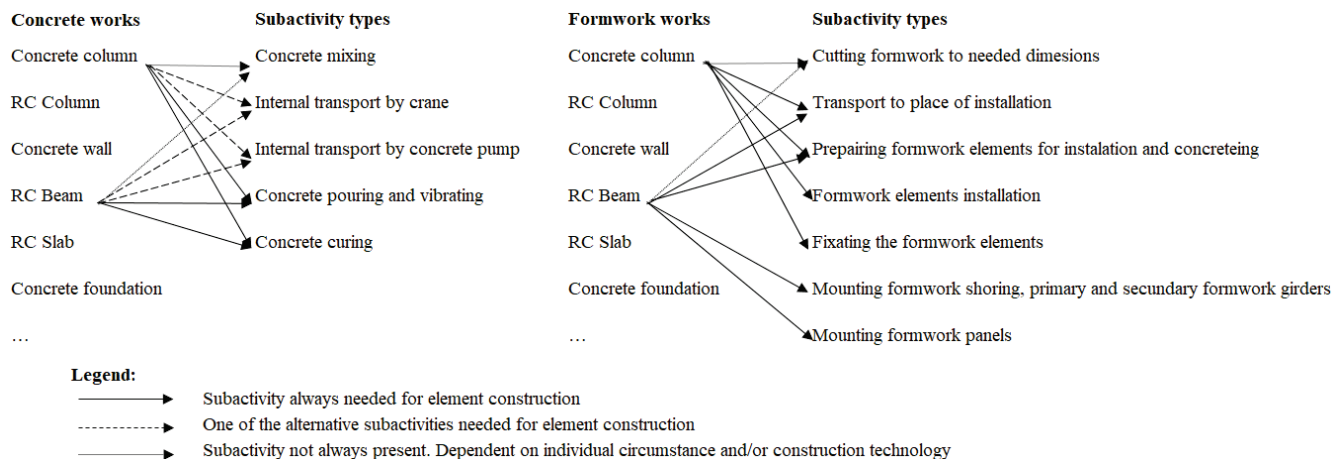 Concrete works Subactivity types Formwork works Subactivity types
Concrete column Concrete mixing Concrete column Cutting formwork to needed dimesions
RC Column Internal transport by crane RC Column Transport to place of installation
Concrete wall Internal transport by concrete pump Concrete wall Prepairing formwork elements for instalation and concreteing
RC Beam Concrete pouring and vibrating RC Beam Formwork elements installation
RC Slab Concrete curing RC Slab Fixating the formwork elements
Concrete foundation Concrete foundation Mounting formwork shoring, primary and secundary formwork girders
… … Mounting formwork panels
Legend:
Subactivity always needed for element construction
One of the alternative subactivities needed for element construction
Subactivity not always present. Dependent on individual circumstance and/or construction technology